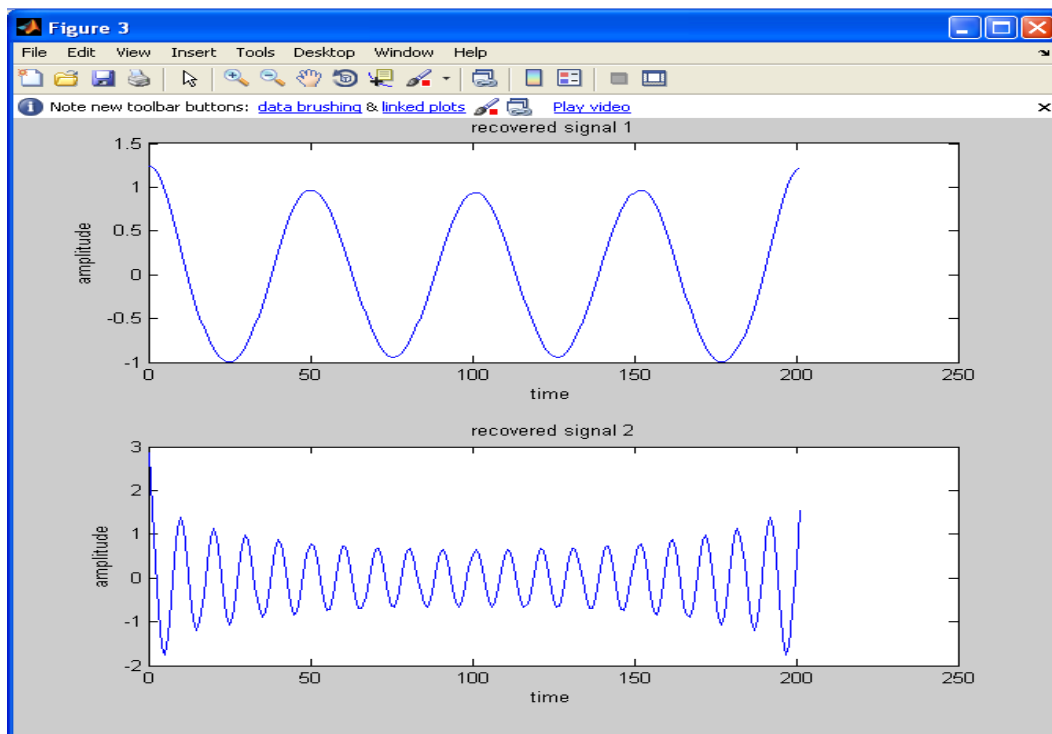 Figure 3
File Edit View Insert Tools Desktop Window Help
Note new toolbar buttons: data brushing & linked plots Play video
recovered signal 1
1.5
1
0.5
0
-0.5
-1
amplitude
0 50 100 150 200 250
time
recovered signal 2
3
2
1
0
-1
-2
amplitude
0 50 100 150 200 250
time